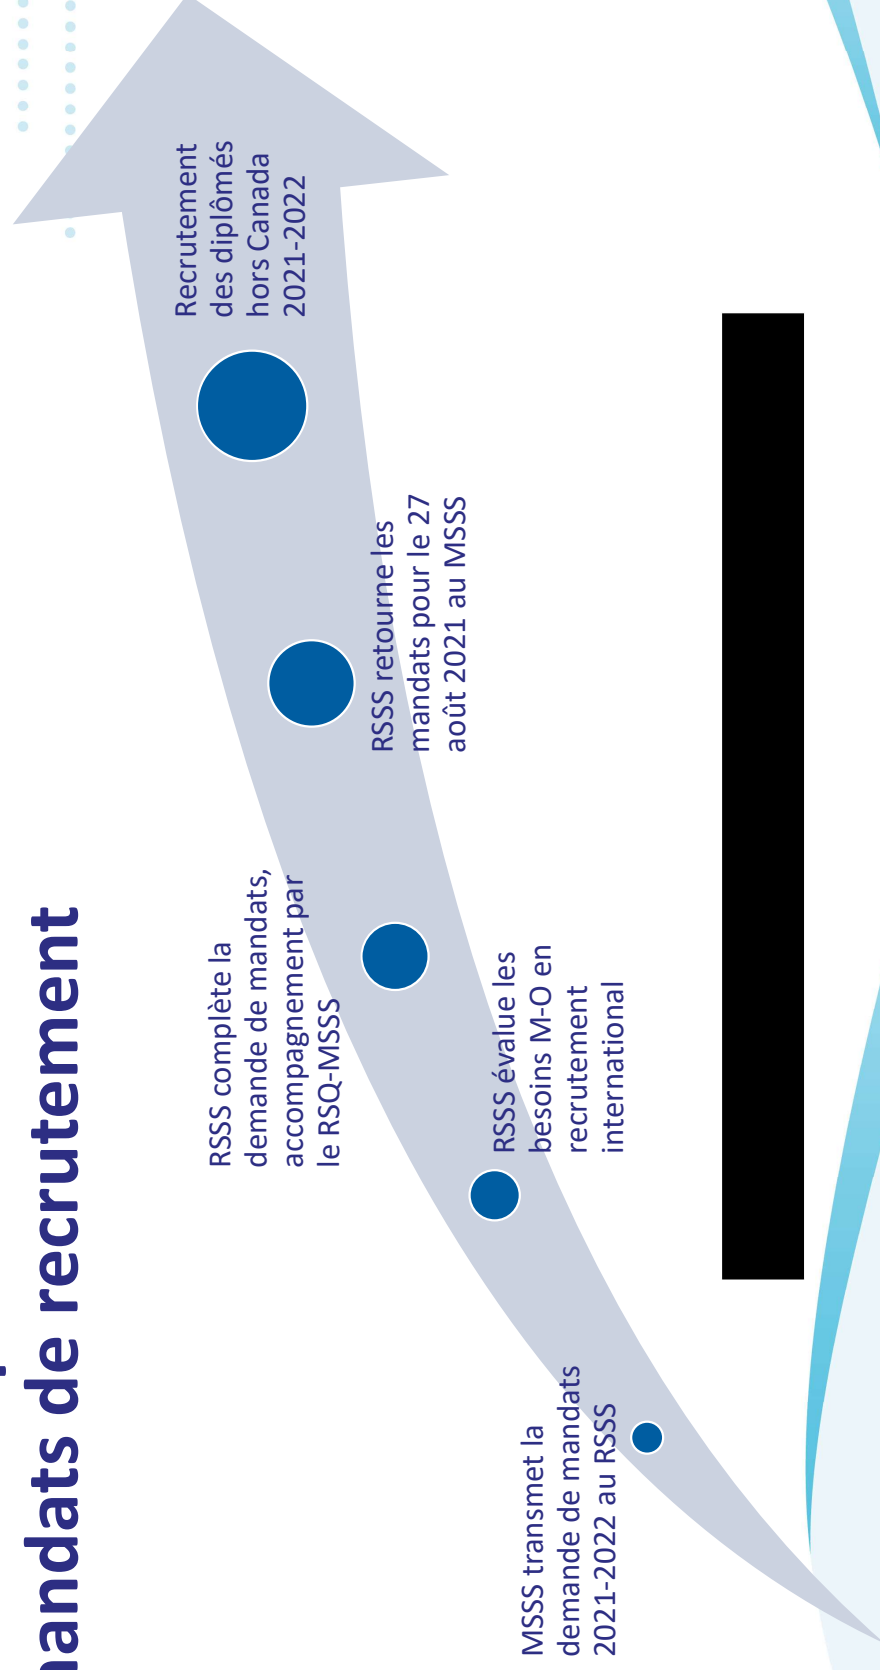 mandats de recrutement
MSSS transmet la
demande de mandats
2021-2022 au RSSS
RSSS évalue les
besoins M-O en
recrutement
international
RSSS complète la
demande de mandats,
accompagnement par
le RSQ-MSSS
RSSS retourne les
mandats pour le 27
août 2021 au MSSS
Recrutement
des diplômés
hors Canada
2021-2022